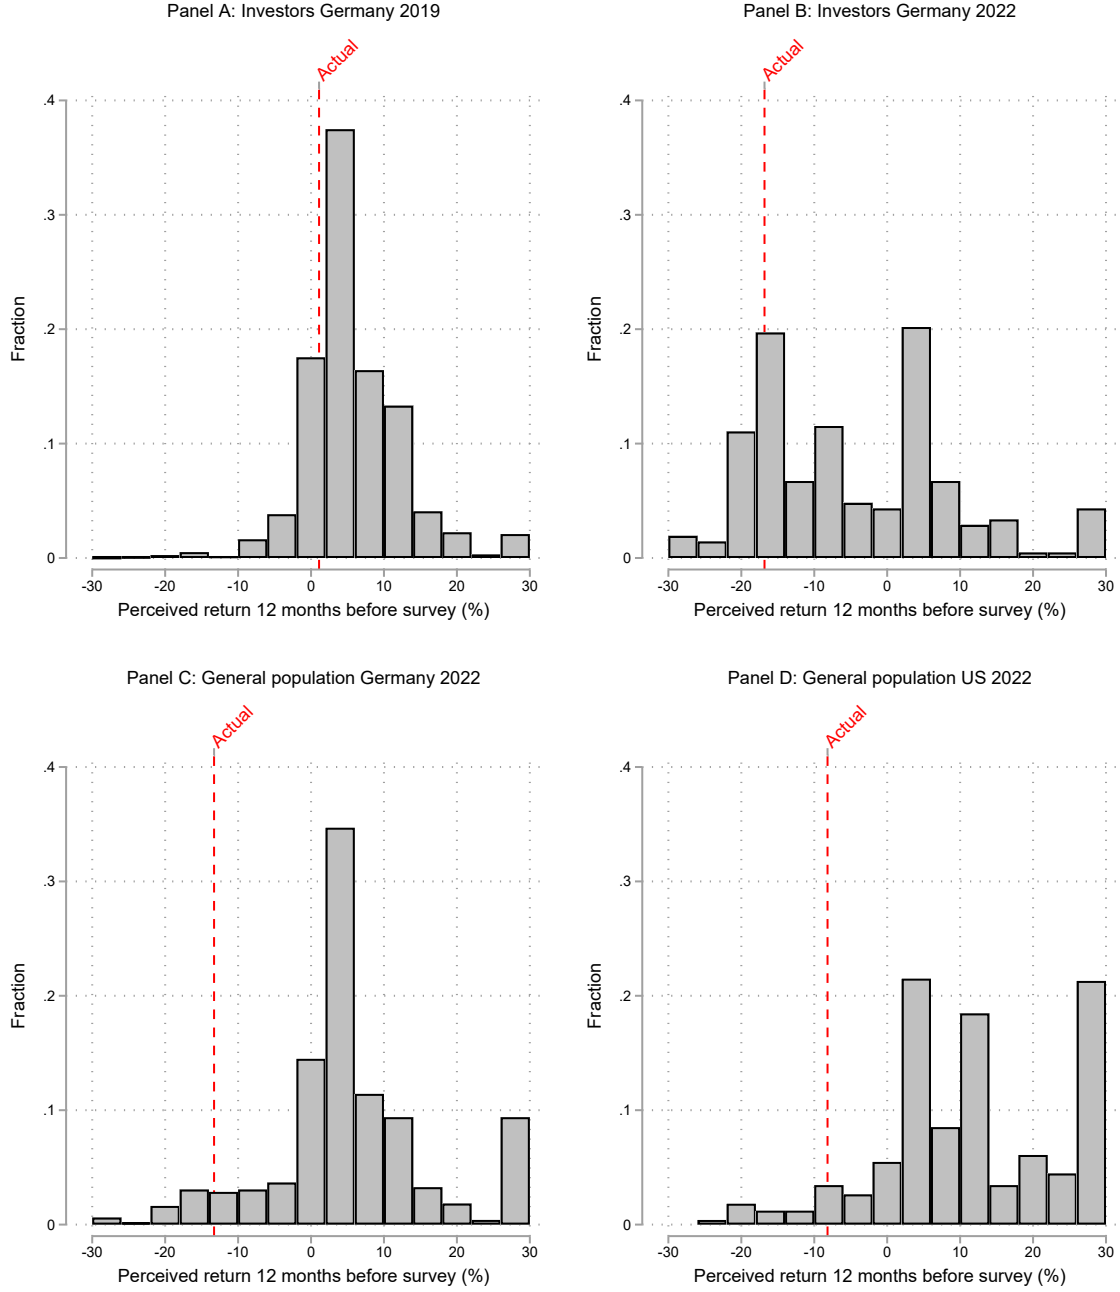 Panel A: Investors Germany 2019
Actual
.4
.3
.2
.1
0
Fraction
-30 -20 -10 0 10 20 30
Perceived return 12 months before survey (%)
Panel B: Investors Germany 2022
Actual
.4
.3
.2
.1
0
Fraction
-30 -20 -10 0 10 20 30
Perceived return 12 months before survey (%)
Panel C: General population Germany 2022
Actual
.4
.3
.2
.1
0
Fraction
-30 -20 -10 0 10 20 30
Perceived return 12 months before survey (%)
Panel D: General population US 2022
Actual
.4
.3
.2
.1
0
Fraction
-30 -20 -10 0 10 20 30
Perceived return 12 months before survey (%)